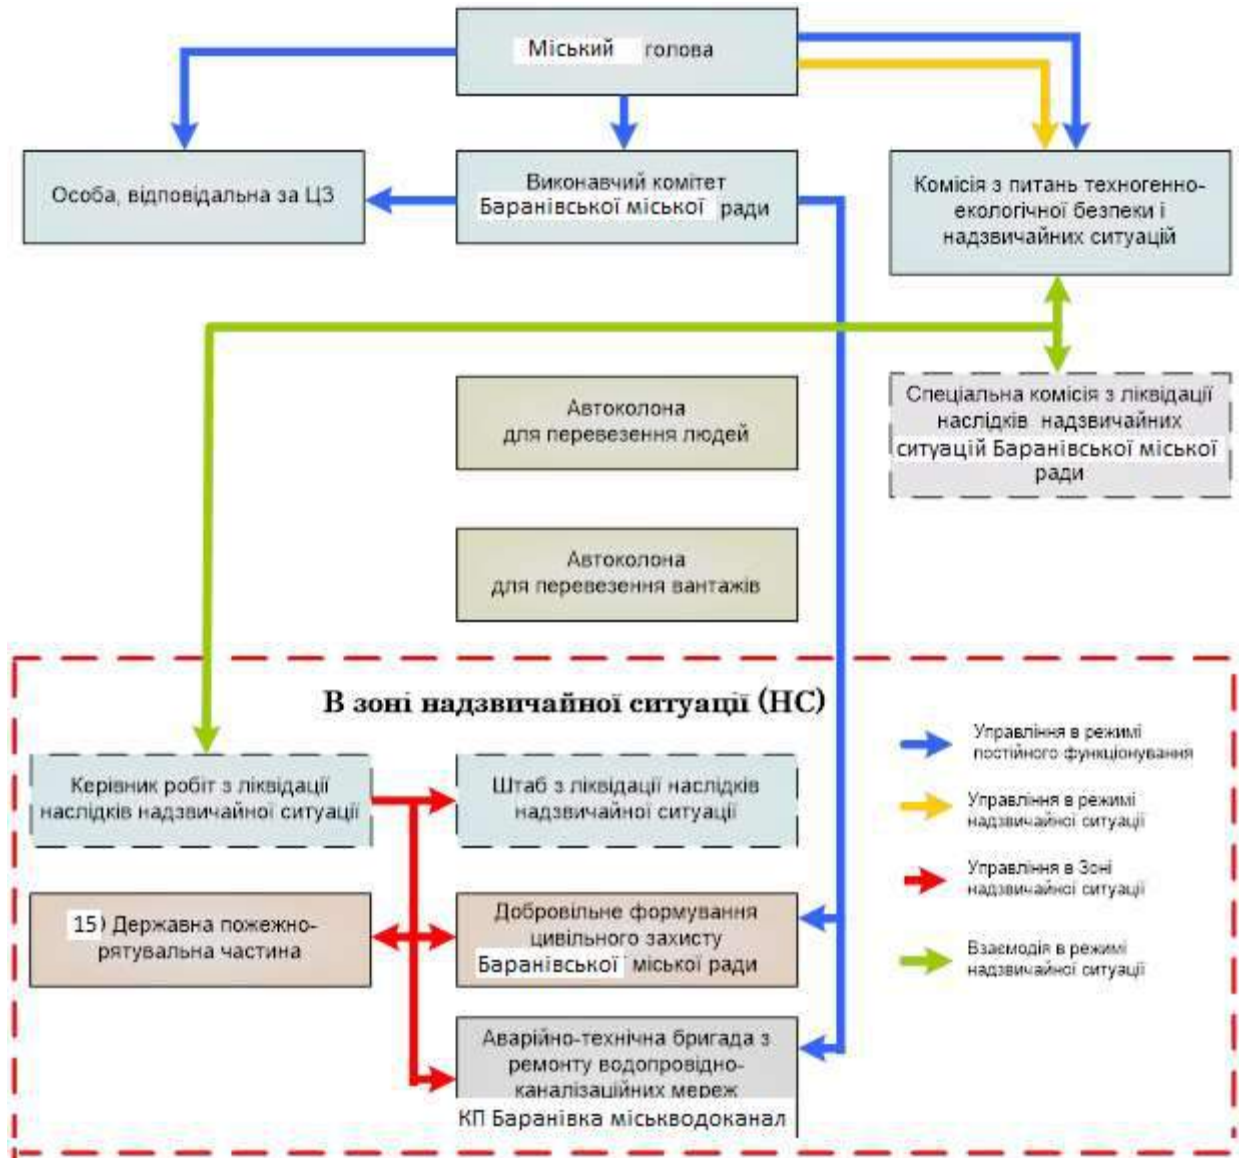 Міський голова
Особа, відповідальна за ЦЗ
Виконавчий комітет
Баранівської міської ради
Комісія з питань техногенно-
екологічної безпеки і
надзвичайних ситуацій
Автоколона
для перевезення людей
Спеціальна комісія з ліквідації
наслідків надзвичайних
ситуацій Баранівської міської
ради
Автоколона
для перевезення вантажів
В зоні надзвичайної ситуації (НС)
Керівник робіт з ліквідації
наслідків надзвичайної ситуації
Штаб з ліквідації наслідків
надзвичайної ситуації
15) Державна пожежно-
рятувальна частина
Добровільне формування
цивільного захисту
Баранівської міської ради
Аварійно-технічна бригада з
ремонту водопровідно-
каналізаційних мереж
КП Баранівка міськводоканал
Управління в режимі
постійного функціонування
Управління в режимі
надзвичайної ситуації
Управління в Зоні
надзвичайної ситуації
Взаємодія в режимі
надзвичайної ситуації